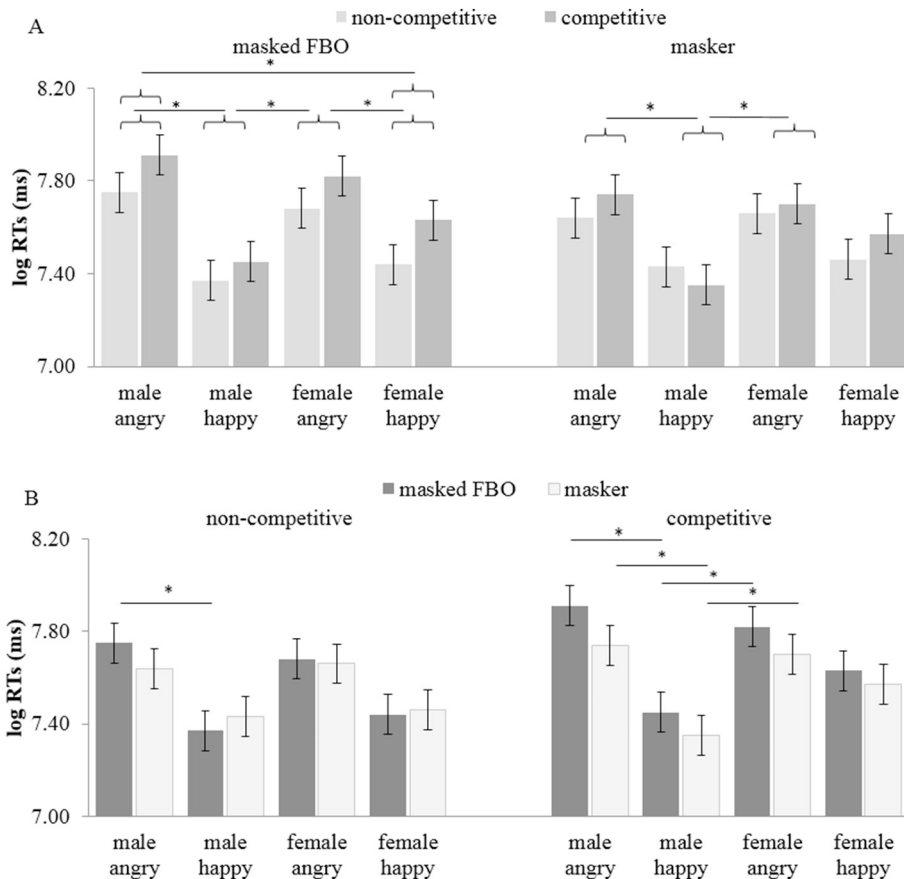 A
non-competitive competitive
masked FBO masker
*
* * *
* *
8.20
7.80
7.40
7.00
log RTs (ms)
male angry male happy female angry female happy
male angry male happy female angry female happy
B
masked FBO masker
non-competitive competitive
*
*
*
*
*
8.20
7.80
7.40
7.00
log RTs (ms)
male angry male happy female angry female happy
male angry male happy female angry female happy